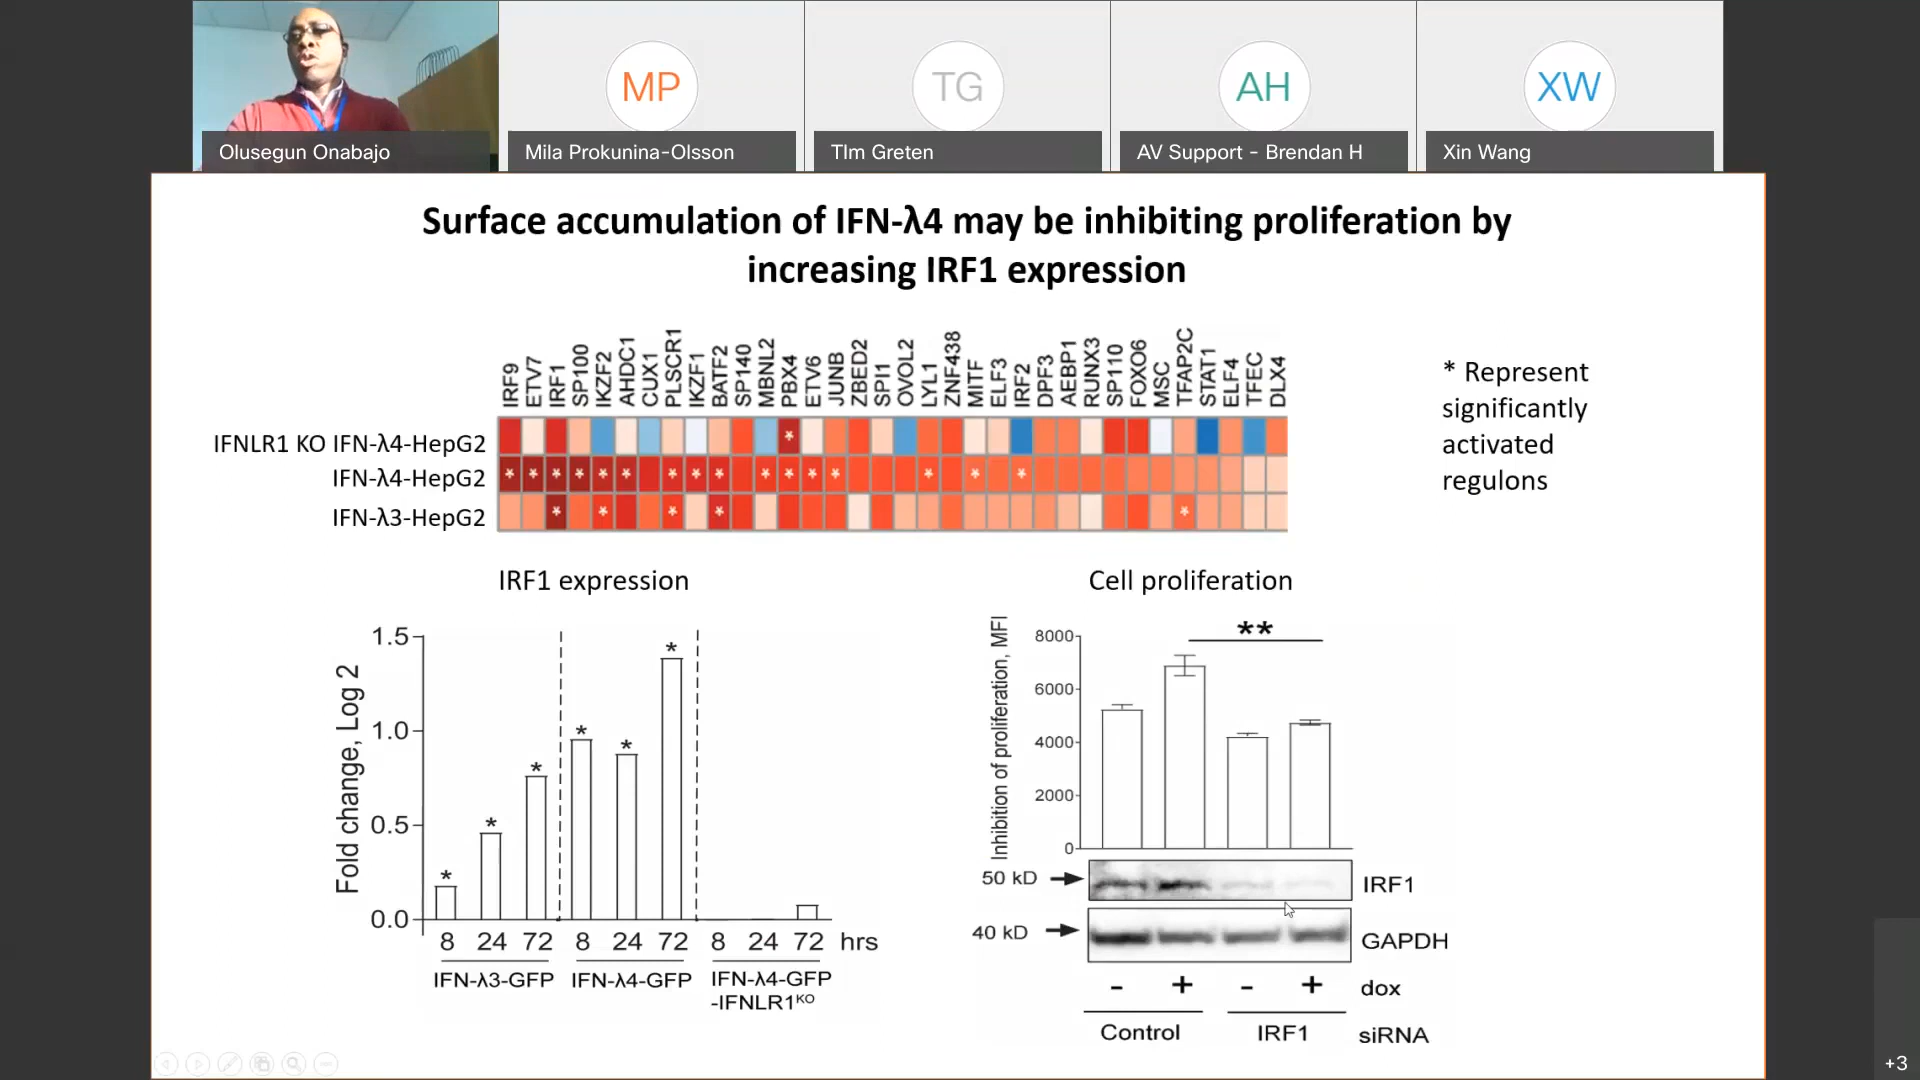 MP
TG
AH
XW
Olusegun Onabajo
Mila Prokunina-Olsson
TIm Greten
AV Support - Brendan H
Xin Wang
Surface accumulation of IFN-λ4 may be inhibiting proliferation by
increasing IRF1 expression
IRF9 ETV7 IRF1 SP100 IKZF2 AHDC1 CUX1 PLSCR1 IKZF1 BATF2 SP140 MBNL2 PBX4 ETV6 JUNB ZBED2 SPI1 OVOL2 LYL1 ZNF438 MITF ELF3 IRF2 DPF3 AEBP1 RUNX3 SP110 FOXO6 MSC TFAP2C STAT1 ELF4 TFEC DLX4
IFNLR1 KO IFN-λ4-HepG2 *
IFN-λ4-HepG2 * * * * * * * * * * * * * * * * *
IFN-λ3-HepG2 * * * * *
* Represent
significantly
activated
regulons
IRF1 expression
Fold change, Log 2
1.5
1.0
0.5
0.0
* * * * * *
8 24 72 8 24 72 8 24 72 hrs
IFN-λ3-GFP IFN-λ4-GFP IFN-λ4-GFP
-IFNLR1KO
Cell proliferation
Inhibition of proliferation, MFI
**
8000
6000
4000
2000
0
50 kD IRF1
40 kD GAPDH
- + - + dox
Control IRF1 siRNA
+3